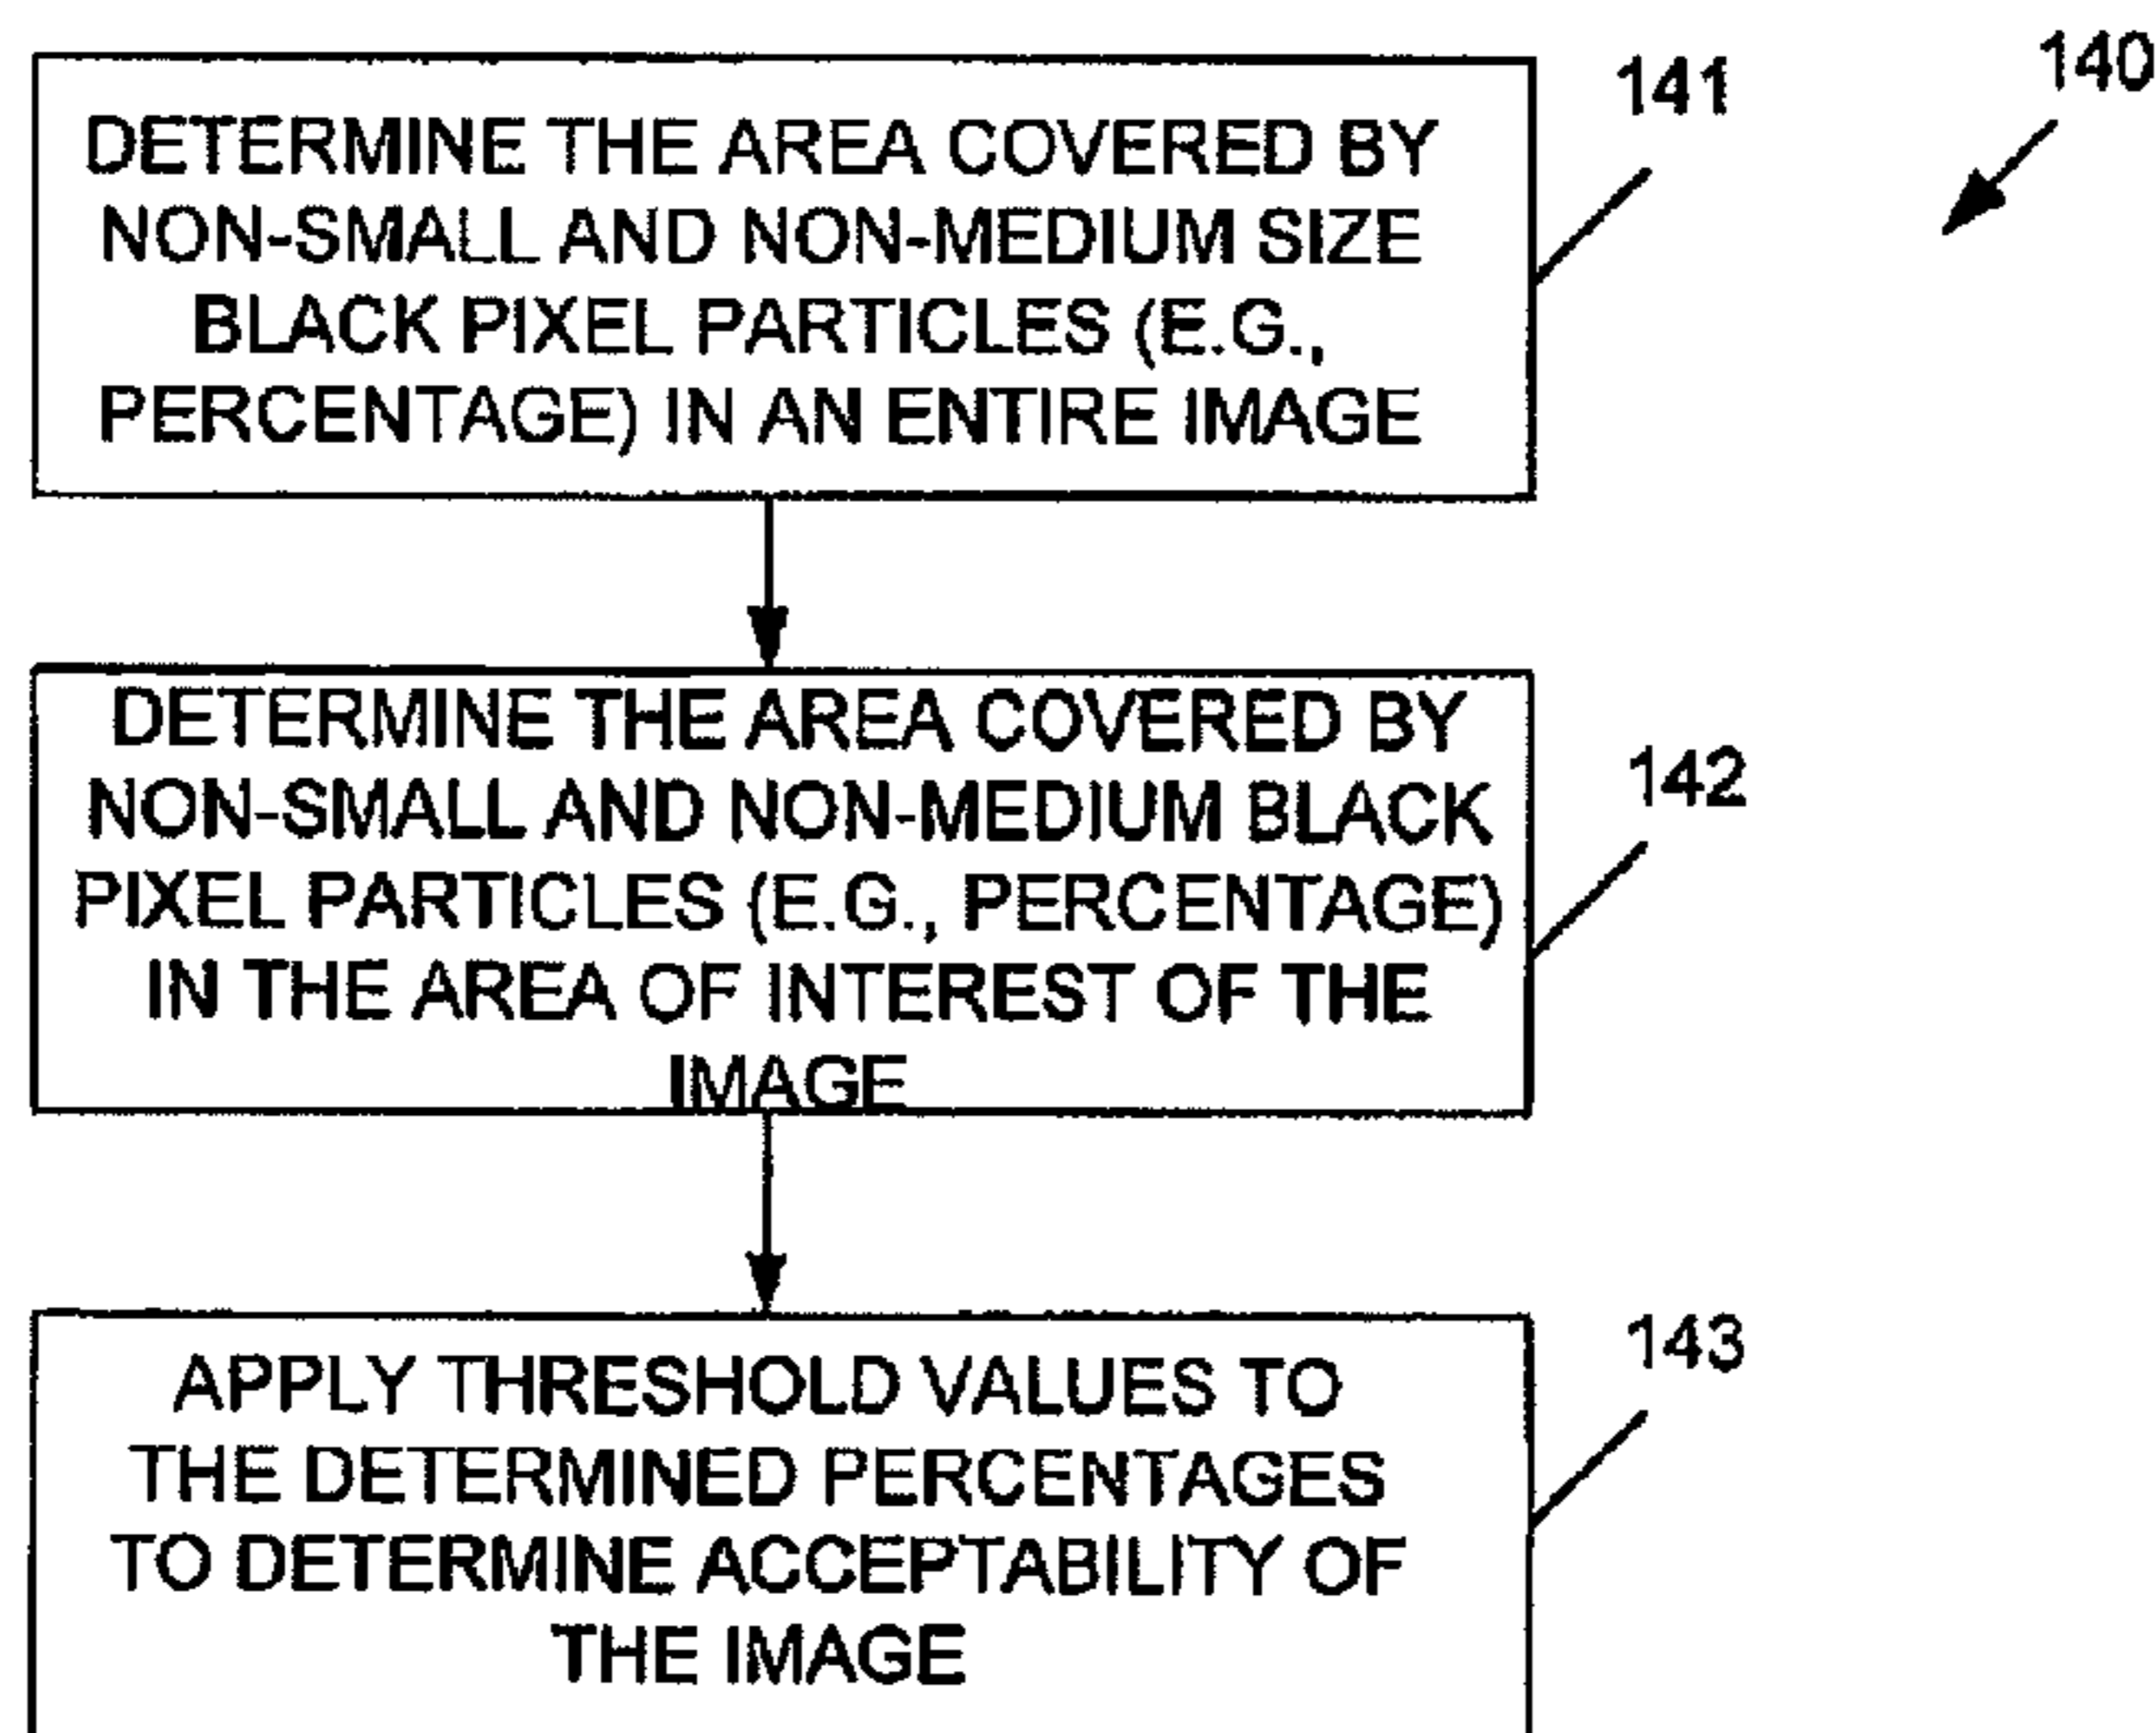 140
141
DETERMINE THE AREA COVERED BY
NON-SMALL AND NON-MEDIUM SIZE
BLACK PIXEL PARTICLES (E.G.,
PERCENTAGE) IN AN ENTIRE IMAGE
142
DETERMINE THE AREA COVERED BY
NON-SMALL AND NON-MEDIUM BLACK
PIXEL PARTICLES (E.G., PERCENTAGE)
IN THE AREA OF INTEREST OF THE
IMAGE
143
APPLY THRESHOLD VALUES TO
THE DETERMINED PERCENTAGES
TO DETERMINE ACCEPTABILITY OF
THE IMAGE